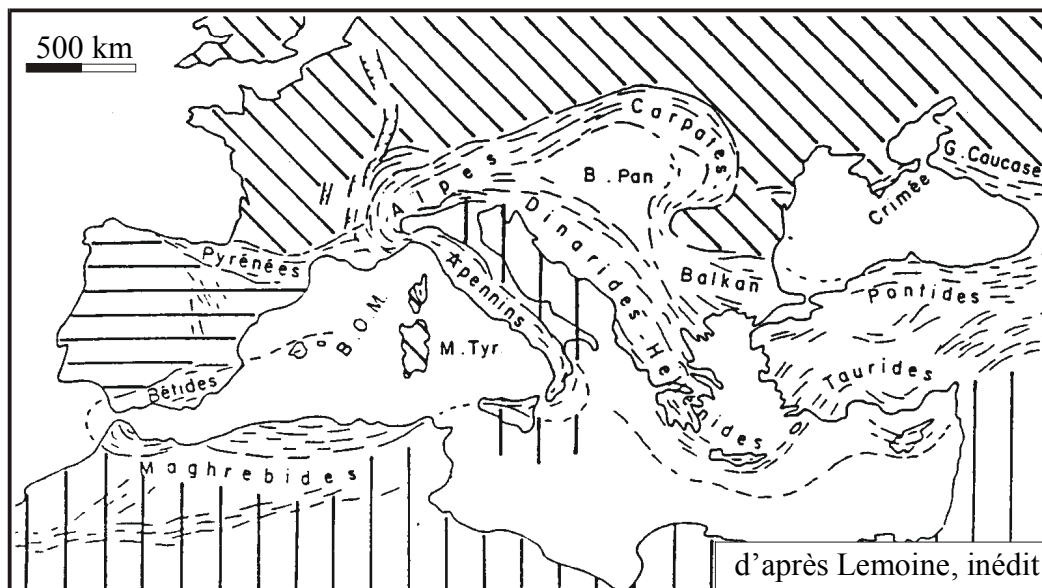 500 km
Carpates
G. Caucase
Alpes
B. Pan
Crimée
Dinarides Hellénides
Pyrénées
Apennins
Balkan
Pontides
B.O.M.
M. Tyr.
Taurides
Bétides
Maghrebides
d'après Lemoine, inédit